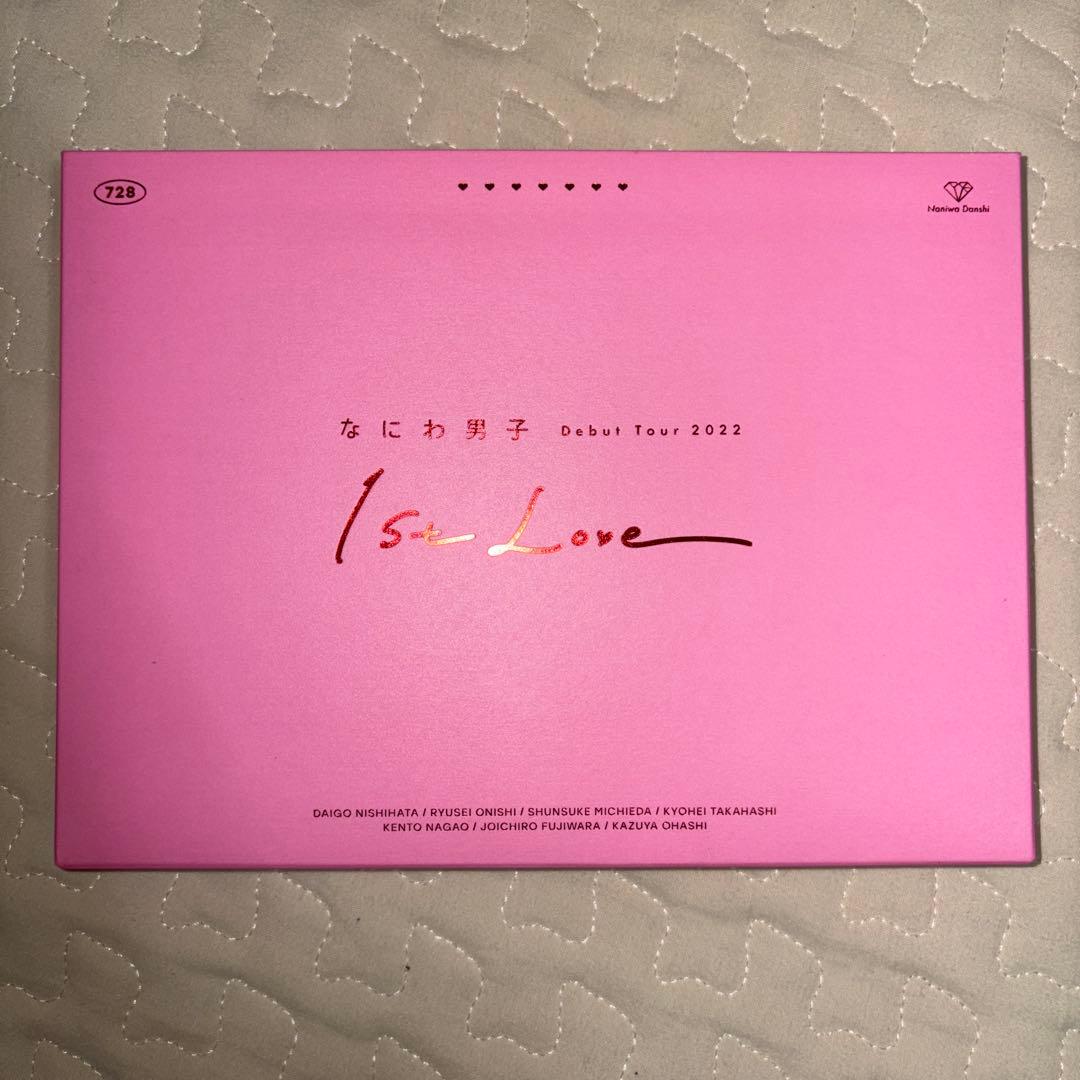 728
Naniwa Danshi
なにわ男子 Debut Tour 2022
1st Love
DAIGO NISHIHATA / RYUSEI ONISHI / SHUNSUKE MICHIEDA / KYOHEI TAKAHASHI
KENTO NAGAO / JOICHIRO FUJIWARA / KAZUYA OHASHI